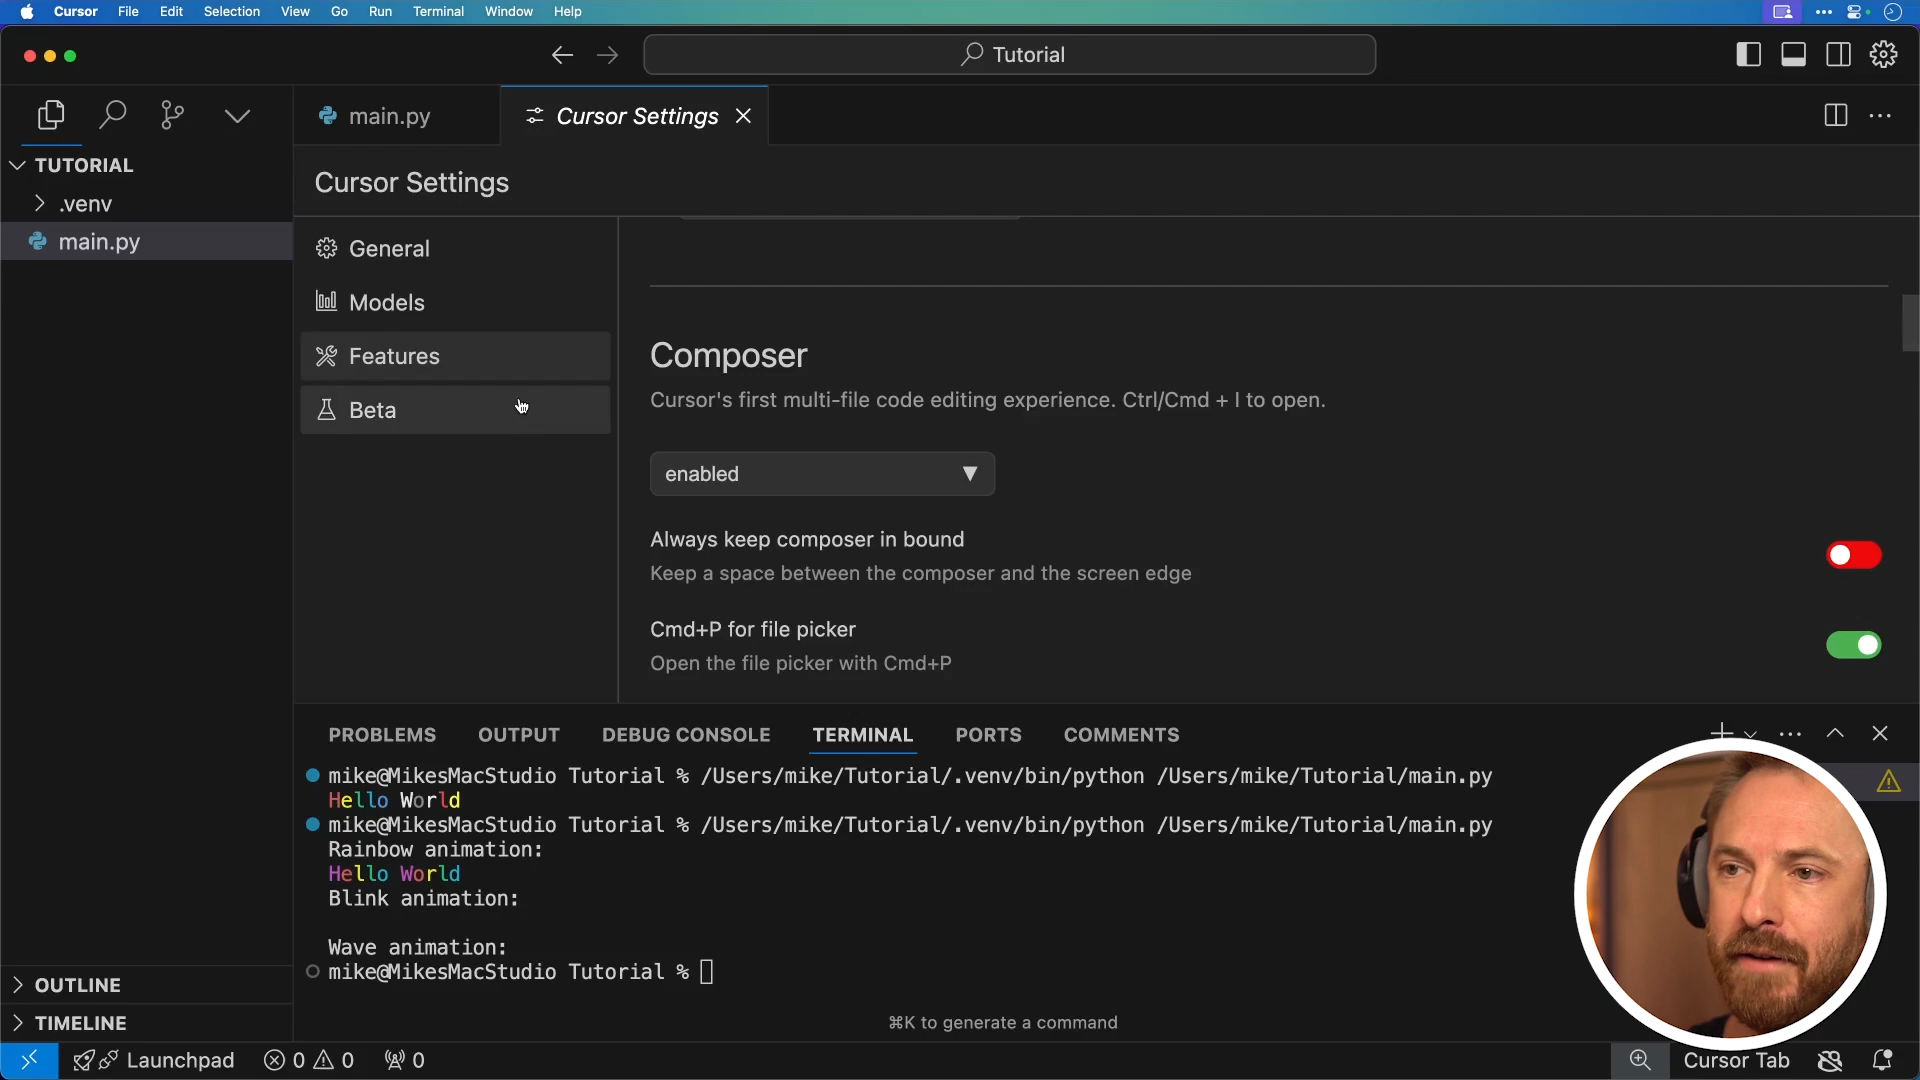 Cursor File Edit Selection View Go Run Terminal Window Help
Tutorial
main.py
Cursor Settings
TUTORIAL
.venv
main.py
Cursor Settings
General
Models
Features
Beta
Composer
Cursor's first multi-file code editing experience. Ctrl/Cmd + I to open.
enabled
Always keep composer in bound
Keep a space between the composer and the screen edge
Cmd+P for file picker
Open the file picker with Cmd+P
PROBLEMS OUTPUT DEBUG CONSOLE TERMINAL PORTS COMMENTS
mike@MikesMacStudio Tutorial % /Users/mike/Tutorial/.venv/bin/python /Users/mike/Tutorial/main.py
Hello World
mike@MikesMacStudio Tutorial % /Users/mike/Tutorial/.venv/bin/python /Users/mike/Tutorial/main.py
Rainbow animation:
Hello World
Blink animation:
Wave animation:
mike@MikesMacStudio Tutorial %
⌘K to generate a command
OUTLINE
TIMELINE
Launchpad 0 0 0
Cursor Tab